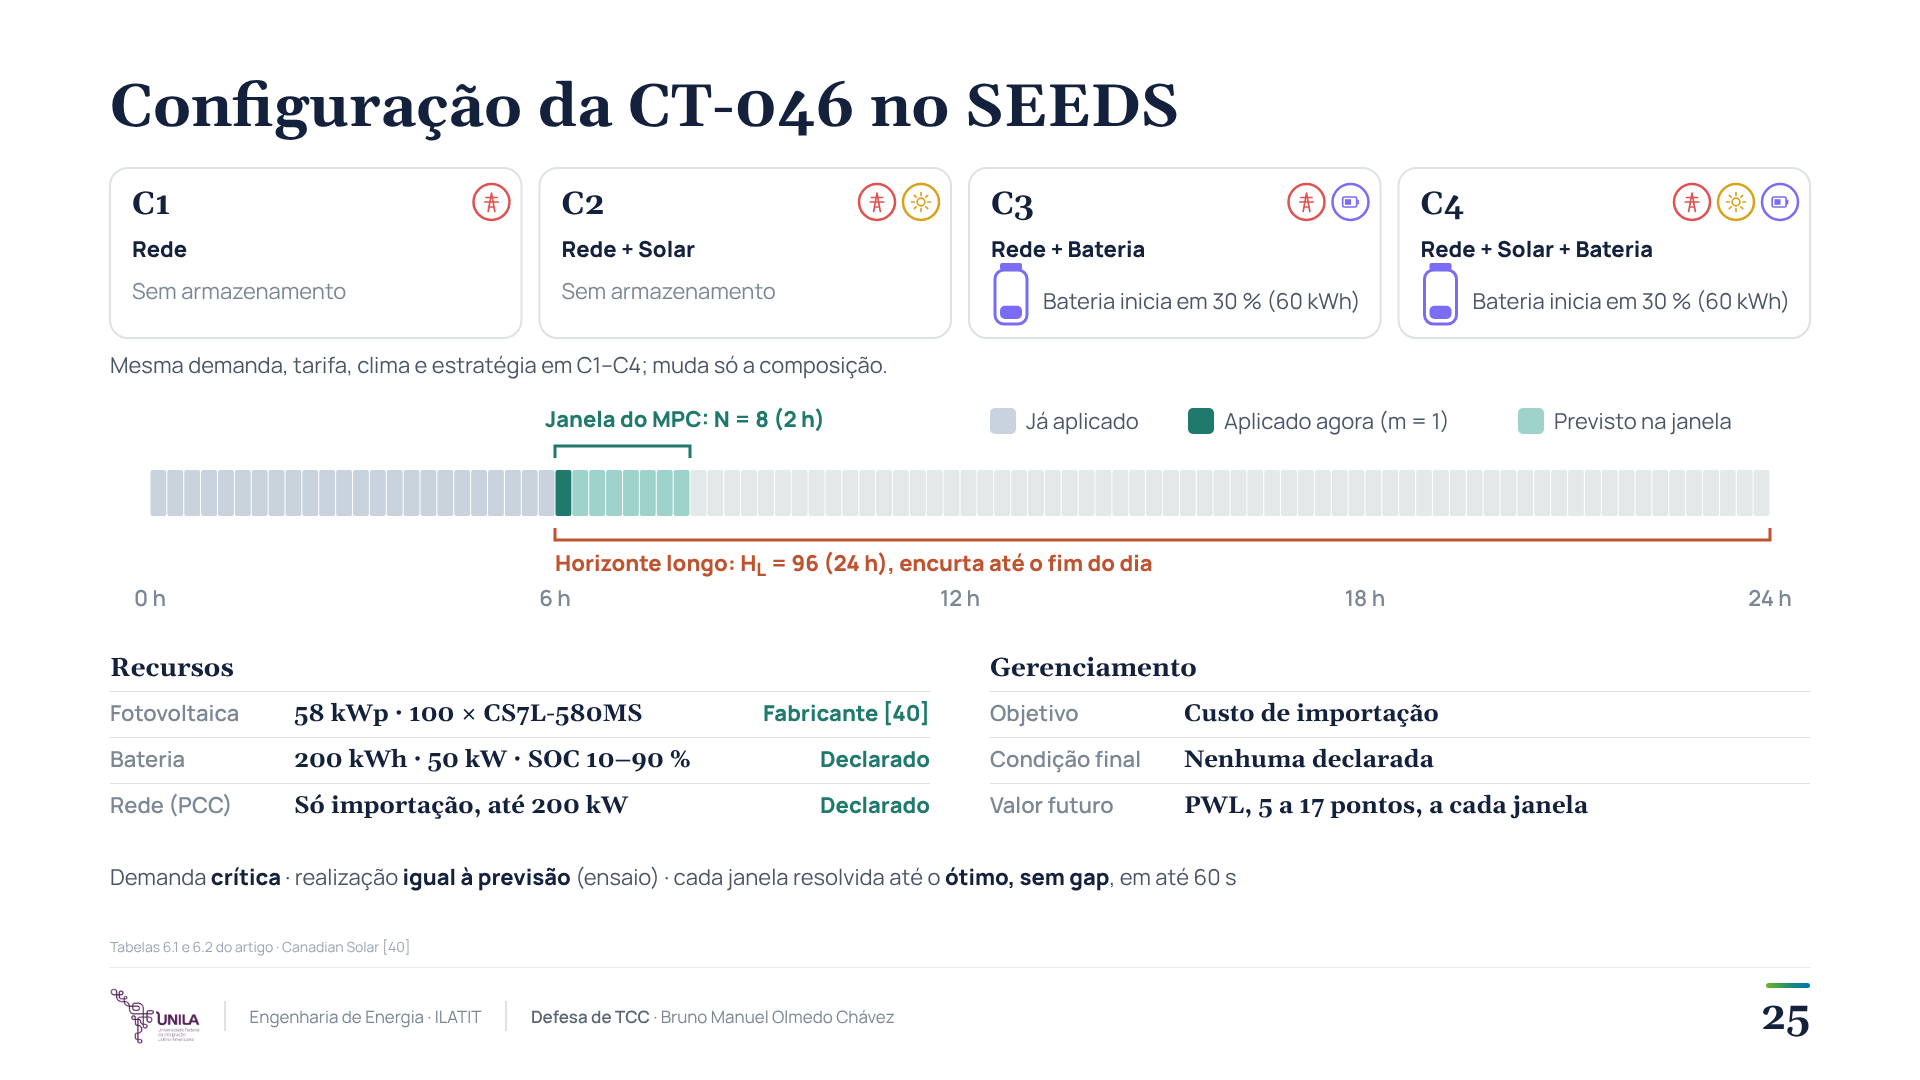 Configuração da CT-046 no SEEDS
C1
Rede
Sem armazenamento
C2
Rede + Solar
Sem armazenamento
C3
Rede + Bateria
Bateria inicia em 30 % (60 kWh)
C4
Rede + Solar + Bateria
Bateria inicia em 30 % (60 kWh)
Mesma demanda, tarifa, clima e estratégia em C1–C4; muda só a composição.
Janela do MPC: N = 8 (2 h)
Já aplicado
Aplicado agora (m = 1)
Previsto na janela
Horizonte longo: HL = 96 (24 h), encurta até o fim do dia
0 h
6 h
12 h
18 h
24 h
Recursos
Fotovoltaica 58 kWp · 100 × CS7L-580MS Fabricante [40]
Bateria 200 kWh · 50 kW · SOC 10–90 % Declarado
Rede (PCC) Só importação, até 200 kW Declarado
Gerenciamento
Objetivo Custo de importação
Condição final Nenhuma declarada
Valor futuro PWL, 5 a 17 pontos, a cada janela
Demanda crítica · realização igual à previsão (ensaio) · cada janela resolvida até o ótimo, sem gap, em até 60 s
Tabelas 6.1 e 6.2 do artigo · Canadian Solar [40]
UNILA
Engenharia de Energia · ILATIT
Defesa de TCC · Bruno Manuel Olmedo Chávez
25